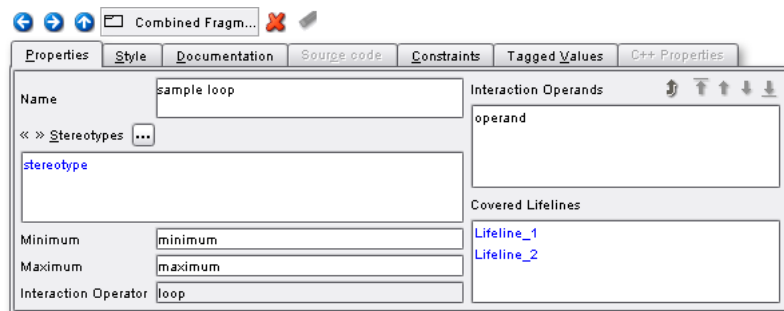 Combined Fragm...
Properties Style Documentation Source code Constraints Tagged Values C++ Properties
Name
sample loop
« » Stereotypes ...
stereotype
Minimum
minimum
Maximum
maximum
Interaction Operator
loop
Interaction Operands
operand
Covered Lifelines
Lifeline_1
Lifeline_2